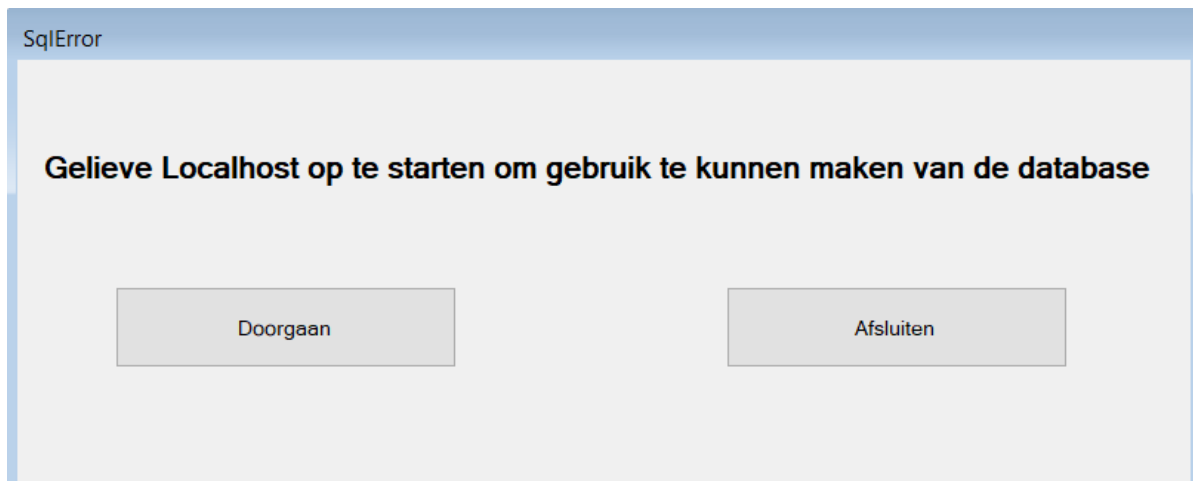 SqlError
Gelieve Localhost op te starten om gebruik te kunnen maken van de database
Doorgaan
Afsluiten